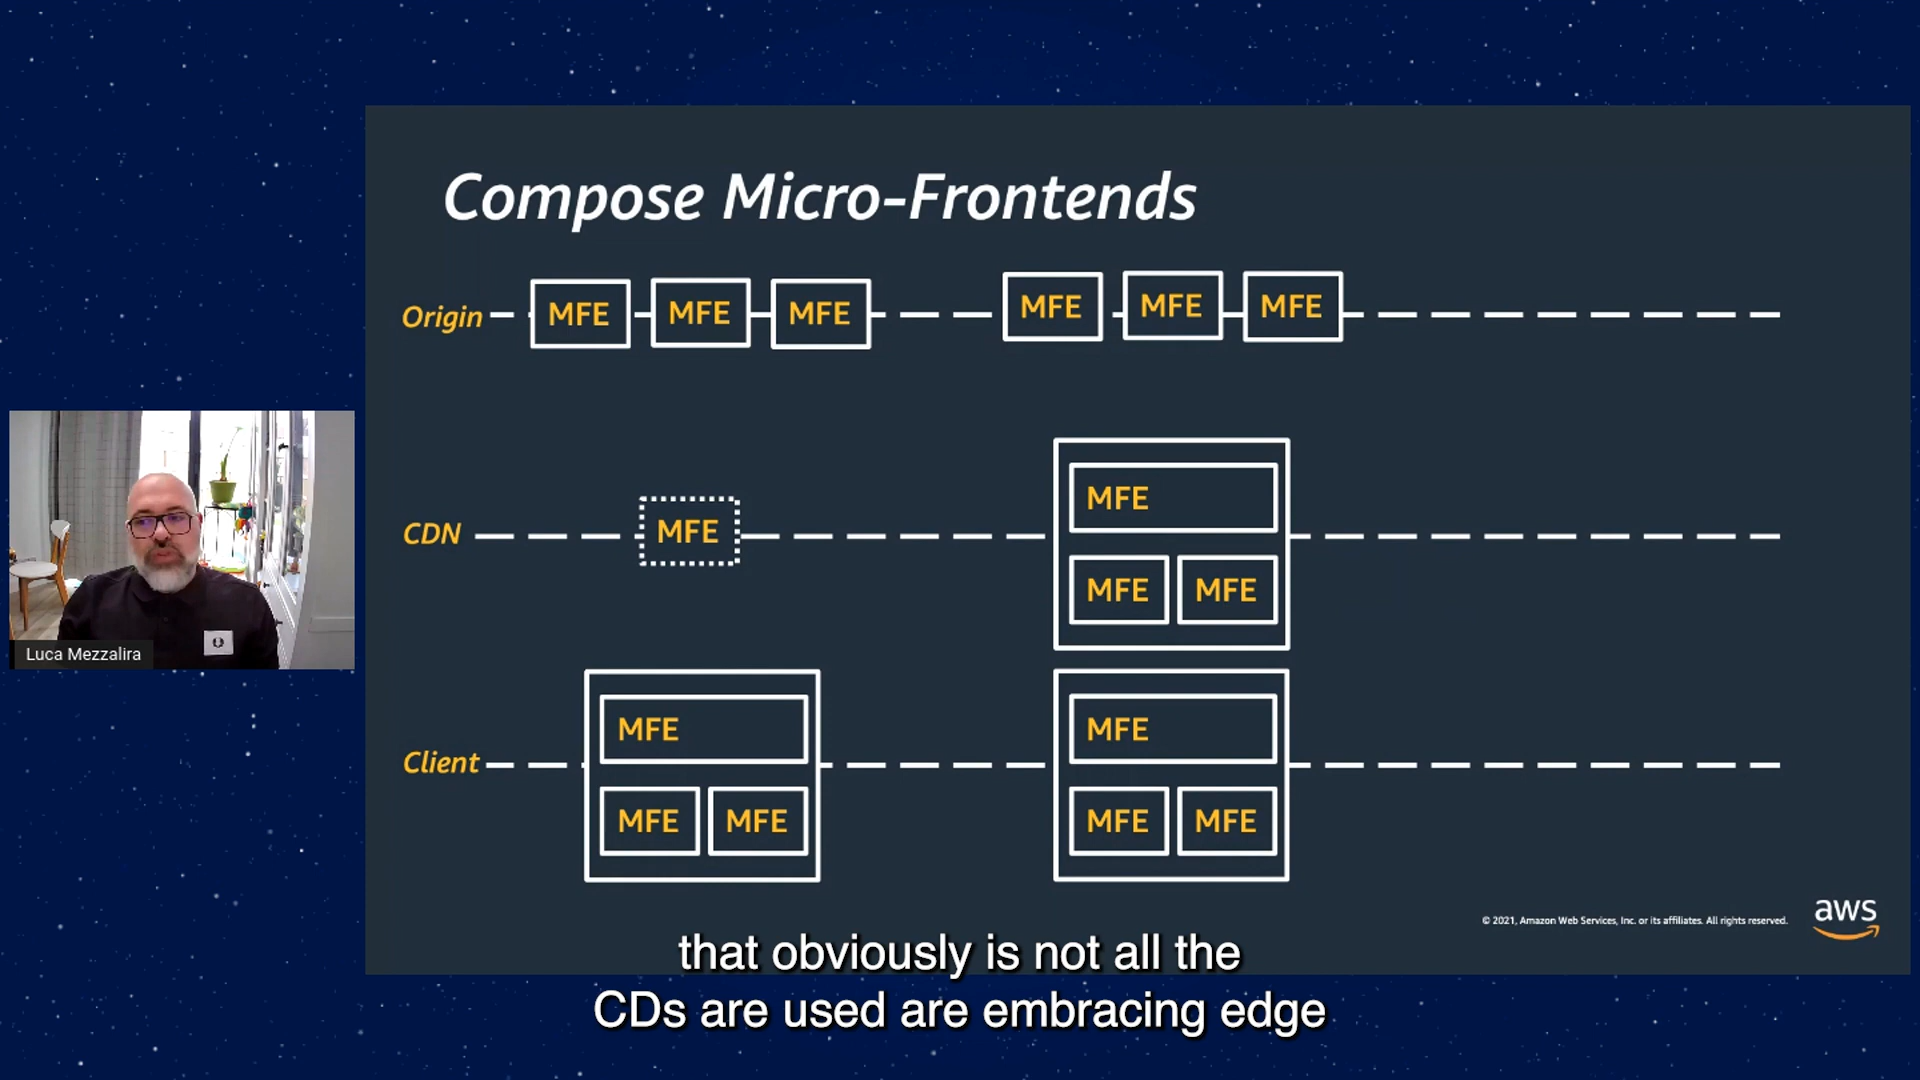 Compose Micro-Frontends
Origin MFE MFE MFE MFE MFE MFE
CDN MFE
MFE
MFE MFE
Client
MFE
MFE MFE
MFE
MFE MFE
Luca Mezzalira
© 2021, Amazon Web Services, Inc. or its affiliates. All rights reserved.
aws
that obviously is not all the
CDs are used are embracing edge